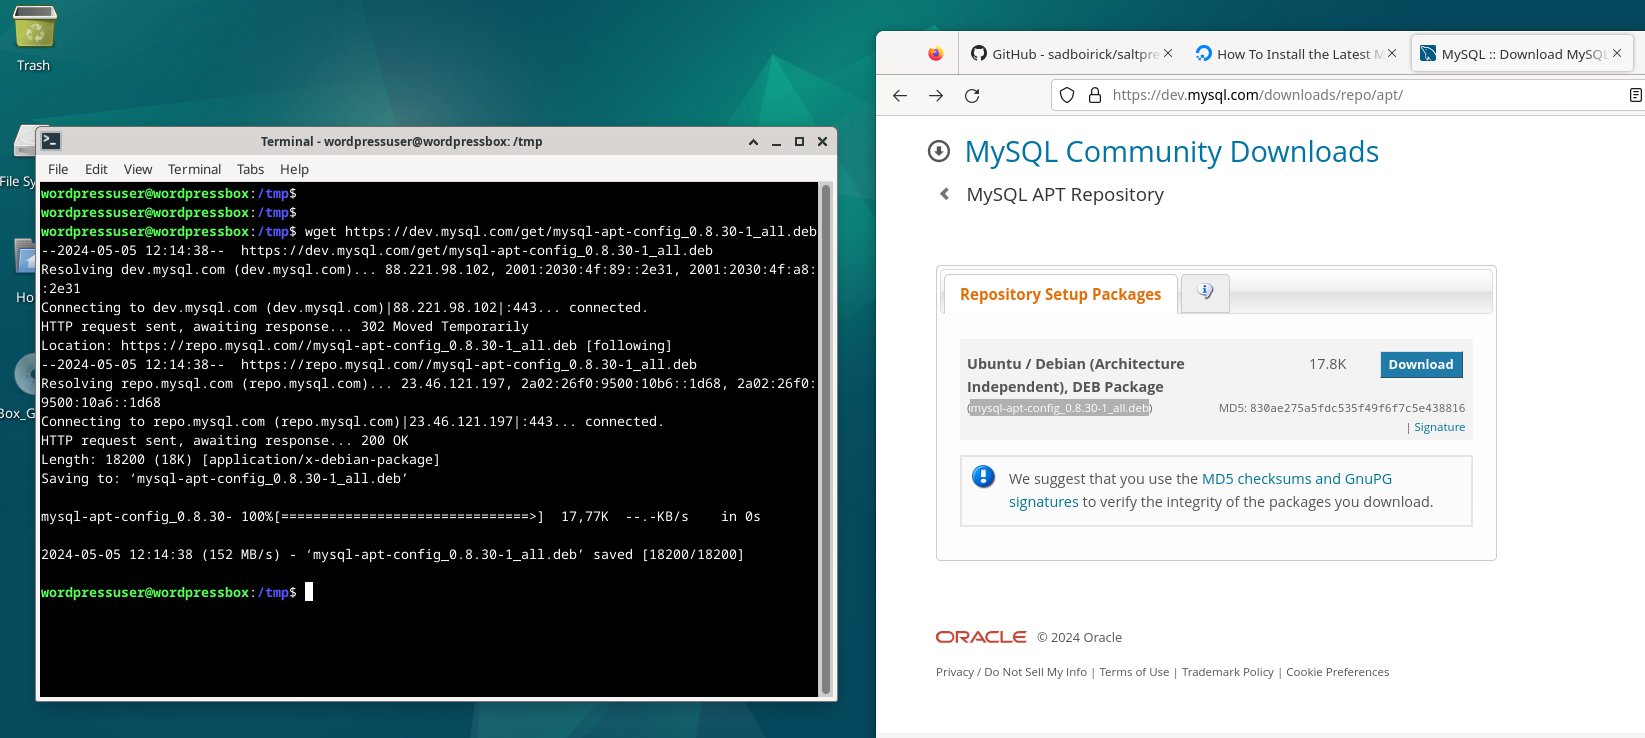 Trash
File Sy
Ho
Box_G
Terminal - wordpressuser@wordpressbox: /tmp
File Edit View Terminal Tabs Help
wordpressuser@wordpressbox:/tmp$
wordpressuser@wordpressbox:/tmp$
wordpressuser@wordpressbox:/tmp$ wget https://dev.mysql.com/get/mysql-apt-config_0.8.30-1_all.deb
--2024-05-05 12:14:38--  https://dev.mysql.com/get/mysql-apt-config_0.8.30-1_all.deb
Resolving dev.mysql.com (dev.mysql.com)... 88.221.98.102, 2001:2030:4f:89::2e31, 2001:2030:4f:a8:
:2e31
Connecting to dev.mysql.com (dev.mysql.com)|88.221.98.102|:443... connected.
HTTP request sent, awaiting response... 302 Moved Temporarily
Location: https://repo.mysql.com//mysql-apt-config_0.8.30-1_all.deb [following]
--2024-05-05 12:14:38--  https://repo.mysql.com//mysql-apt-config_0.8.30-1_all.deb
Resolving repo.mysql.com (repo.mysql.com)... 23.46.121.197, 2a02:26f0:9500:10b6::1d68, 2a02:26f0:
9500:10a6::1d68
Connecting to repo.mysql.com (repo.mysql.com)|23.46.121.197|:443... connected.
HTTP request sent, awaiting response... 200 OK
Length: 18200 (18K) [application/x-debian-package]
Saving to: ‘mysql-apt-config_0.8.30-1_all.deb’
mysql-apt-config_0.8.30- 100%[===============================>]  17,77K  --.-KB/s    in 0s
2024-05-05 12:14:38 (152 MB/s) - ‘mysql-apt-config_0.8.30-1_all.deb’ saved [18200/18200]
wordpressuser@wordpressbox:/tmp$
GitHub - sadboirick/saltpre
How To Install the Latest M
MySQL :: Download MySQL
https://dev.mysql.com/downloads/repo/apt/
MySQL Community Downloads
MySQL APT Repository
Repository Setup Packages
Ubuntu / Debian (Architecture 17.8K Download
Independent), DEB Package
(mysql-apt-config_0.8.30-1_all.deb) MD5: 830ae275a5fdc535f49f6f7c5e438816
| Signature
We suggest that you use the MD5 checksums and GnuPG
signatures to verify the integrity of the packages you download.
ORACLE © 2024 Oracle
Privacy / Do Not Sell My Info | Terms of Use | Trademark Policy | Cookie Preferences